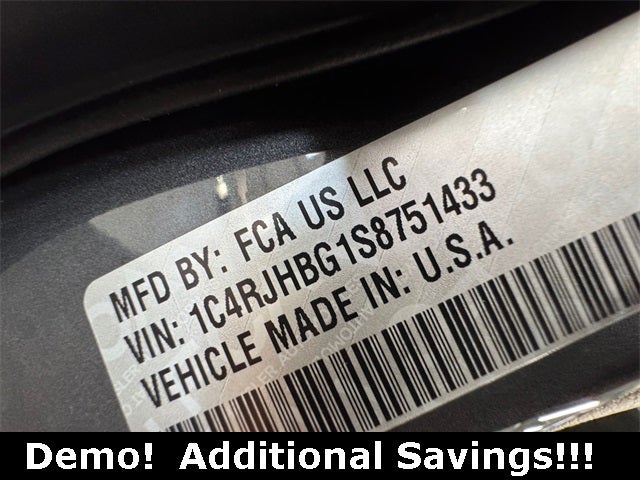 MFD BY: FCA US LLC
VIN: 1C4RJHBG1S8751433
VEHICLE MADE IN: U.S.A.
Demo! Additional Savings!!!